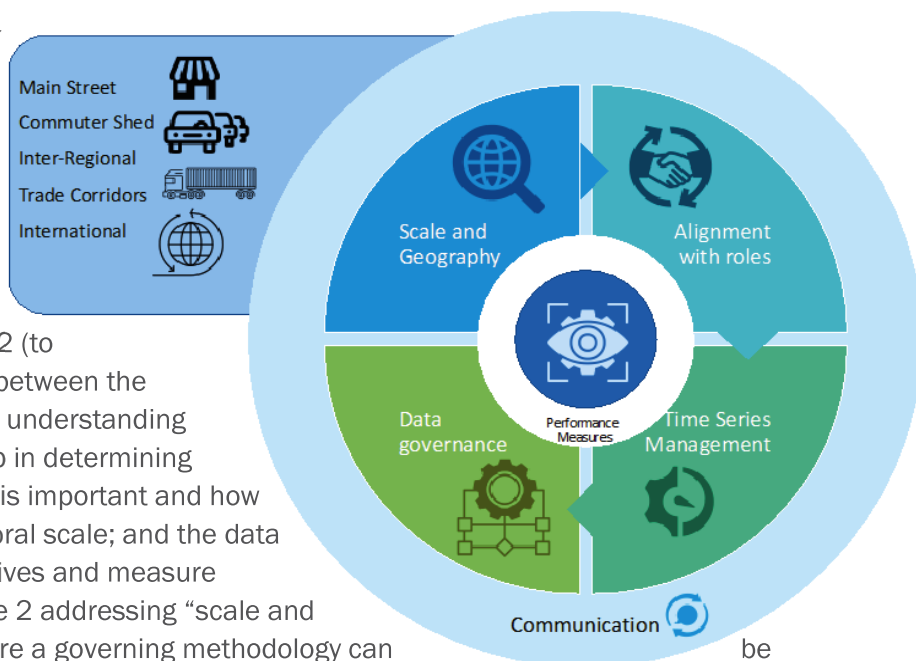 Main Street
Commuter Shed
Inter-Regional
Trade Corridors
International
Scale and
Geography
Alignment
with roles
Data
governance
Performance
Measures
Time Series
Management
Communication
2 (to
between the
understanding
in determining
is important and how
oral scale; and the data
ives and measure
e 2 addressing “scale and
re a governing methodology can be